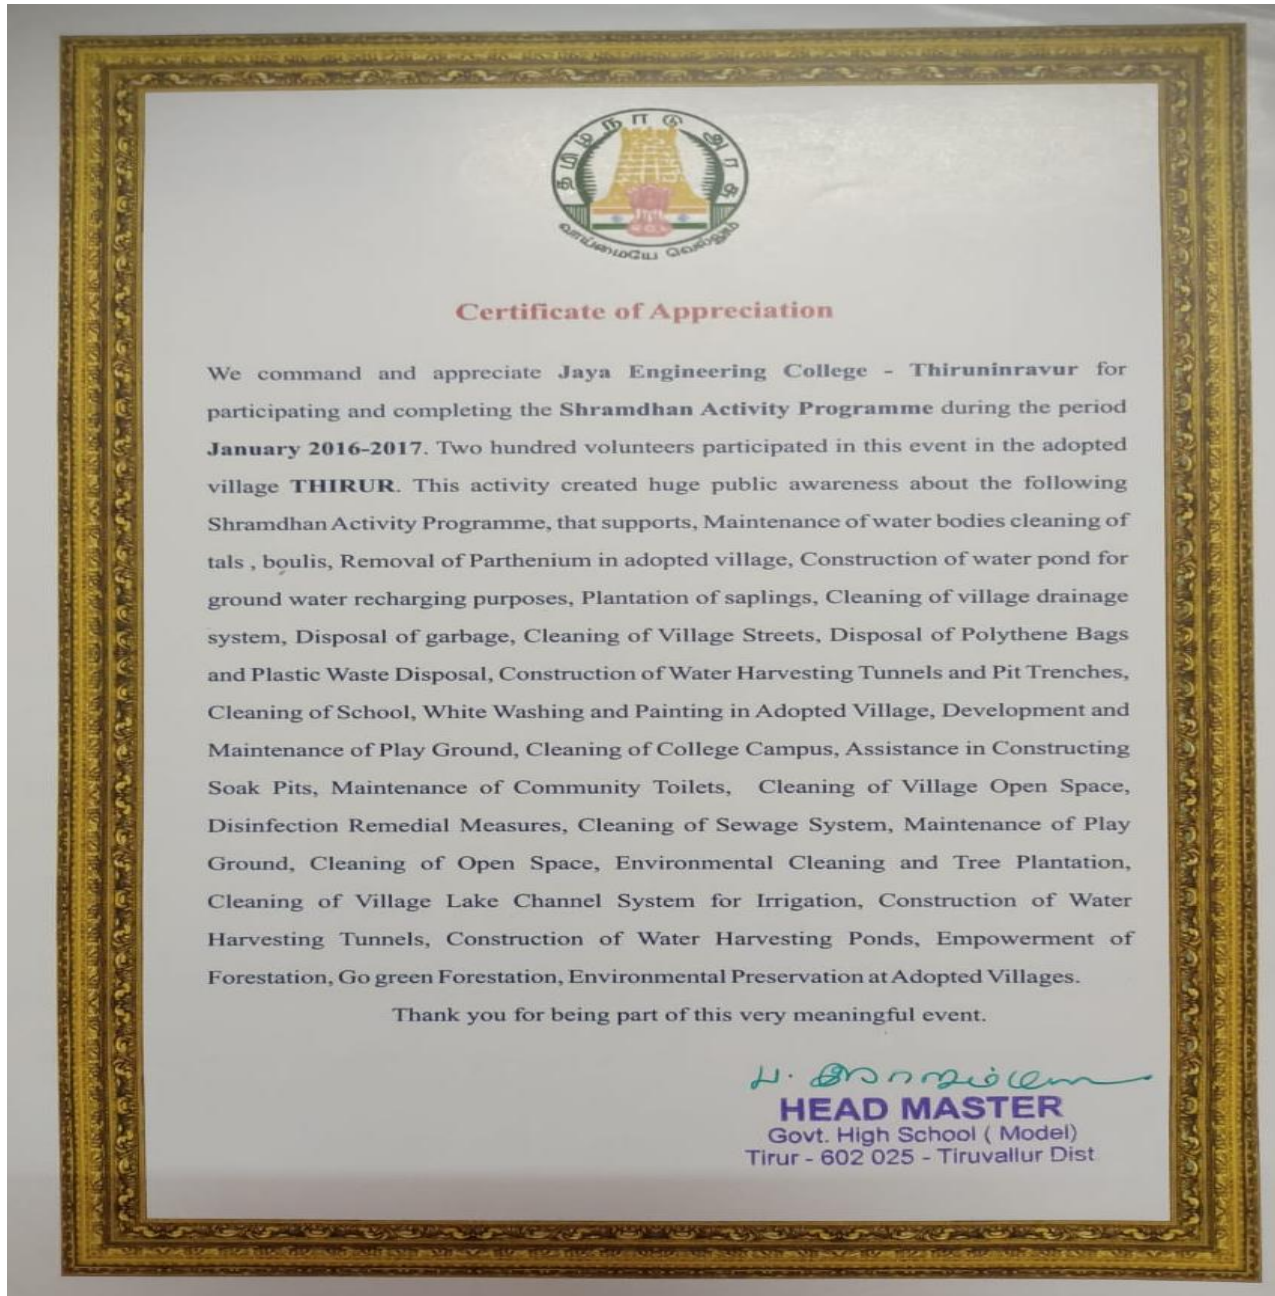 தமிழ்நாடு அரசு
வாய்மையே வெல்லும்
Certificate of Appreciation
We command and appreciate Jaya Engineering College - Thiruninravur for
participating and completing the Shramdhan Activity Programme during the period
January 2016-2017. Two hundred volunteers participated in this event in the adopted
village THIRUR. This activity created huge public awareness about the following
Shramdhan Activity Programme, that supports, Maintenance of water bodies cleaning of
tals , boulis, Removal of Parthenium in adopted village, Construction of water pond for
ground water recharging purposes, Plantation of saplings, Cleaning of village drainage
system, Disposal of garbage, Cleaning of Village Streets, Disposal of Polythene Bags
and Plastic Waste Disposal, Construction of Water Harvesting Tunnels and Pit Trenches,
Cleaning of School, White Washing and Painting in Adopted Village, Development and
Maintenance of Play Ground, Cleaning of College Campus, Assistance in Constructing
Soak Pits, Maintenance of Community Toilets, Cleaning of Village Open Space,
Disinfection Remedial Measures, Cleaning of Sewage System, Maintenance of Play
Ground, Cleaning of Open Space, Environmental Cleaning and Tree Plantation,
Cleaning of Village Lake Channel System for Irrigation, Construction of Water
Harvesting Tunnels, Construction of Water Harvesting Ponds, Empowerment of
Forestation, Go green Forestation, Environmental Preservation at Adopted Villages.
Thank you for being part of this very meaningful event.
HEAD MASTER
Govt. High School ( Model)
Tirur - 602 025 - Tiruvallur Dist